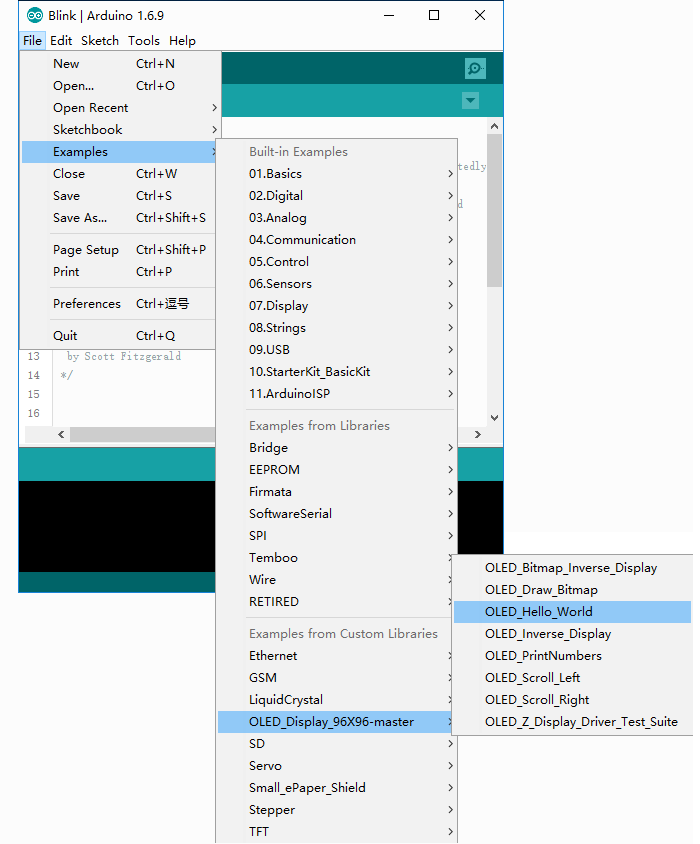 Blink | Arduino 1.6.9
File Edit Sketch Tools Help
New Ctrl+N
Open... Ctrl+O
Open Recent
Sketchbook
Examples
Close Ctrl+W
Save Ctrl+S
Save As... Ctrl+Shift+S
Page Setup Ctrl+Shift+P
Print Ctrl+P
Preferences Ctrl+逗号
Quit Ctrl+Q
13 by Scott Fitzgerald
14 */
15
16
Built-in Examples
01.Basics
02.Digital
03.Analog
04.Communication
05.Control
06.Sensors
07.Display
08.Strings
09.USB
10.StarterKit_BasicKit
11.ArduinoISP
Examples from Libraries
Bridge
EEPROM
Firmata
SoftwareSerial
SPI
Temboo
Wire
RETIRED
Examples from Custom Libraries
Ethernet
GSM
LiquidCrystal
OLED_Display_96X96-master
SD
Servo
Small_ePaper_Shield
Stepper
TFT
OLED_Bitmap_Inverse_Display
OLED_Draw_Bitmap
OLED_Hello_World
OLED_Inverse_Display
OLED_PrintNumbers
OLED_Scroll_Left
OLED_Scroll_Right
OLED_Z_Display_Driver_Test_Suite